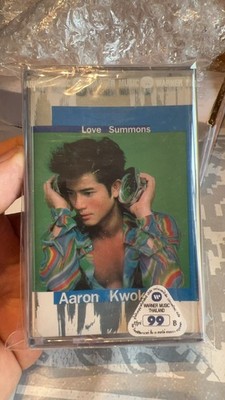 Love Summons
Aaron Kwok
WARNER MUSIC
THAILAND
99 B